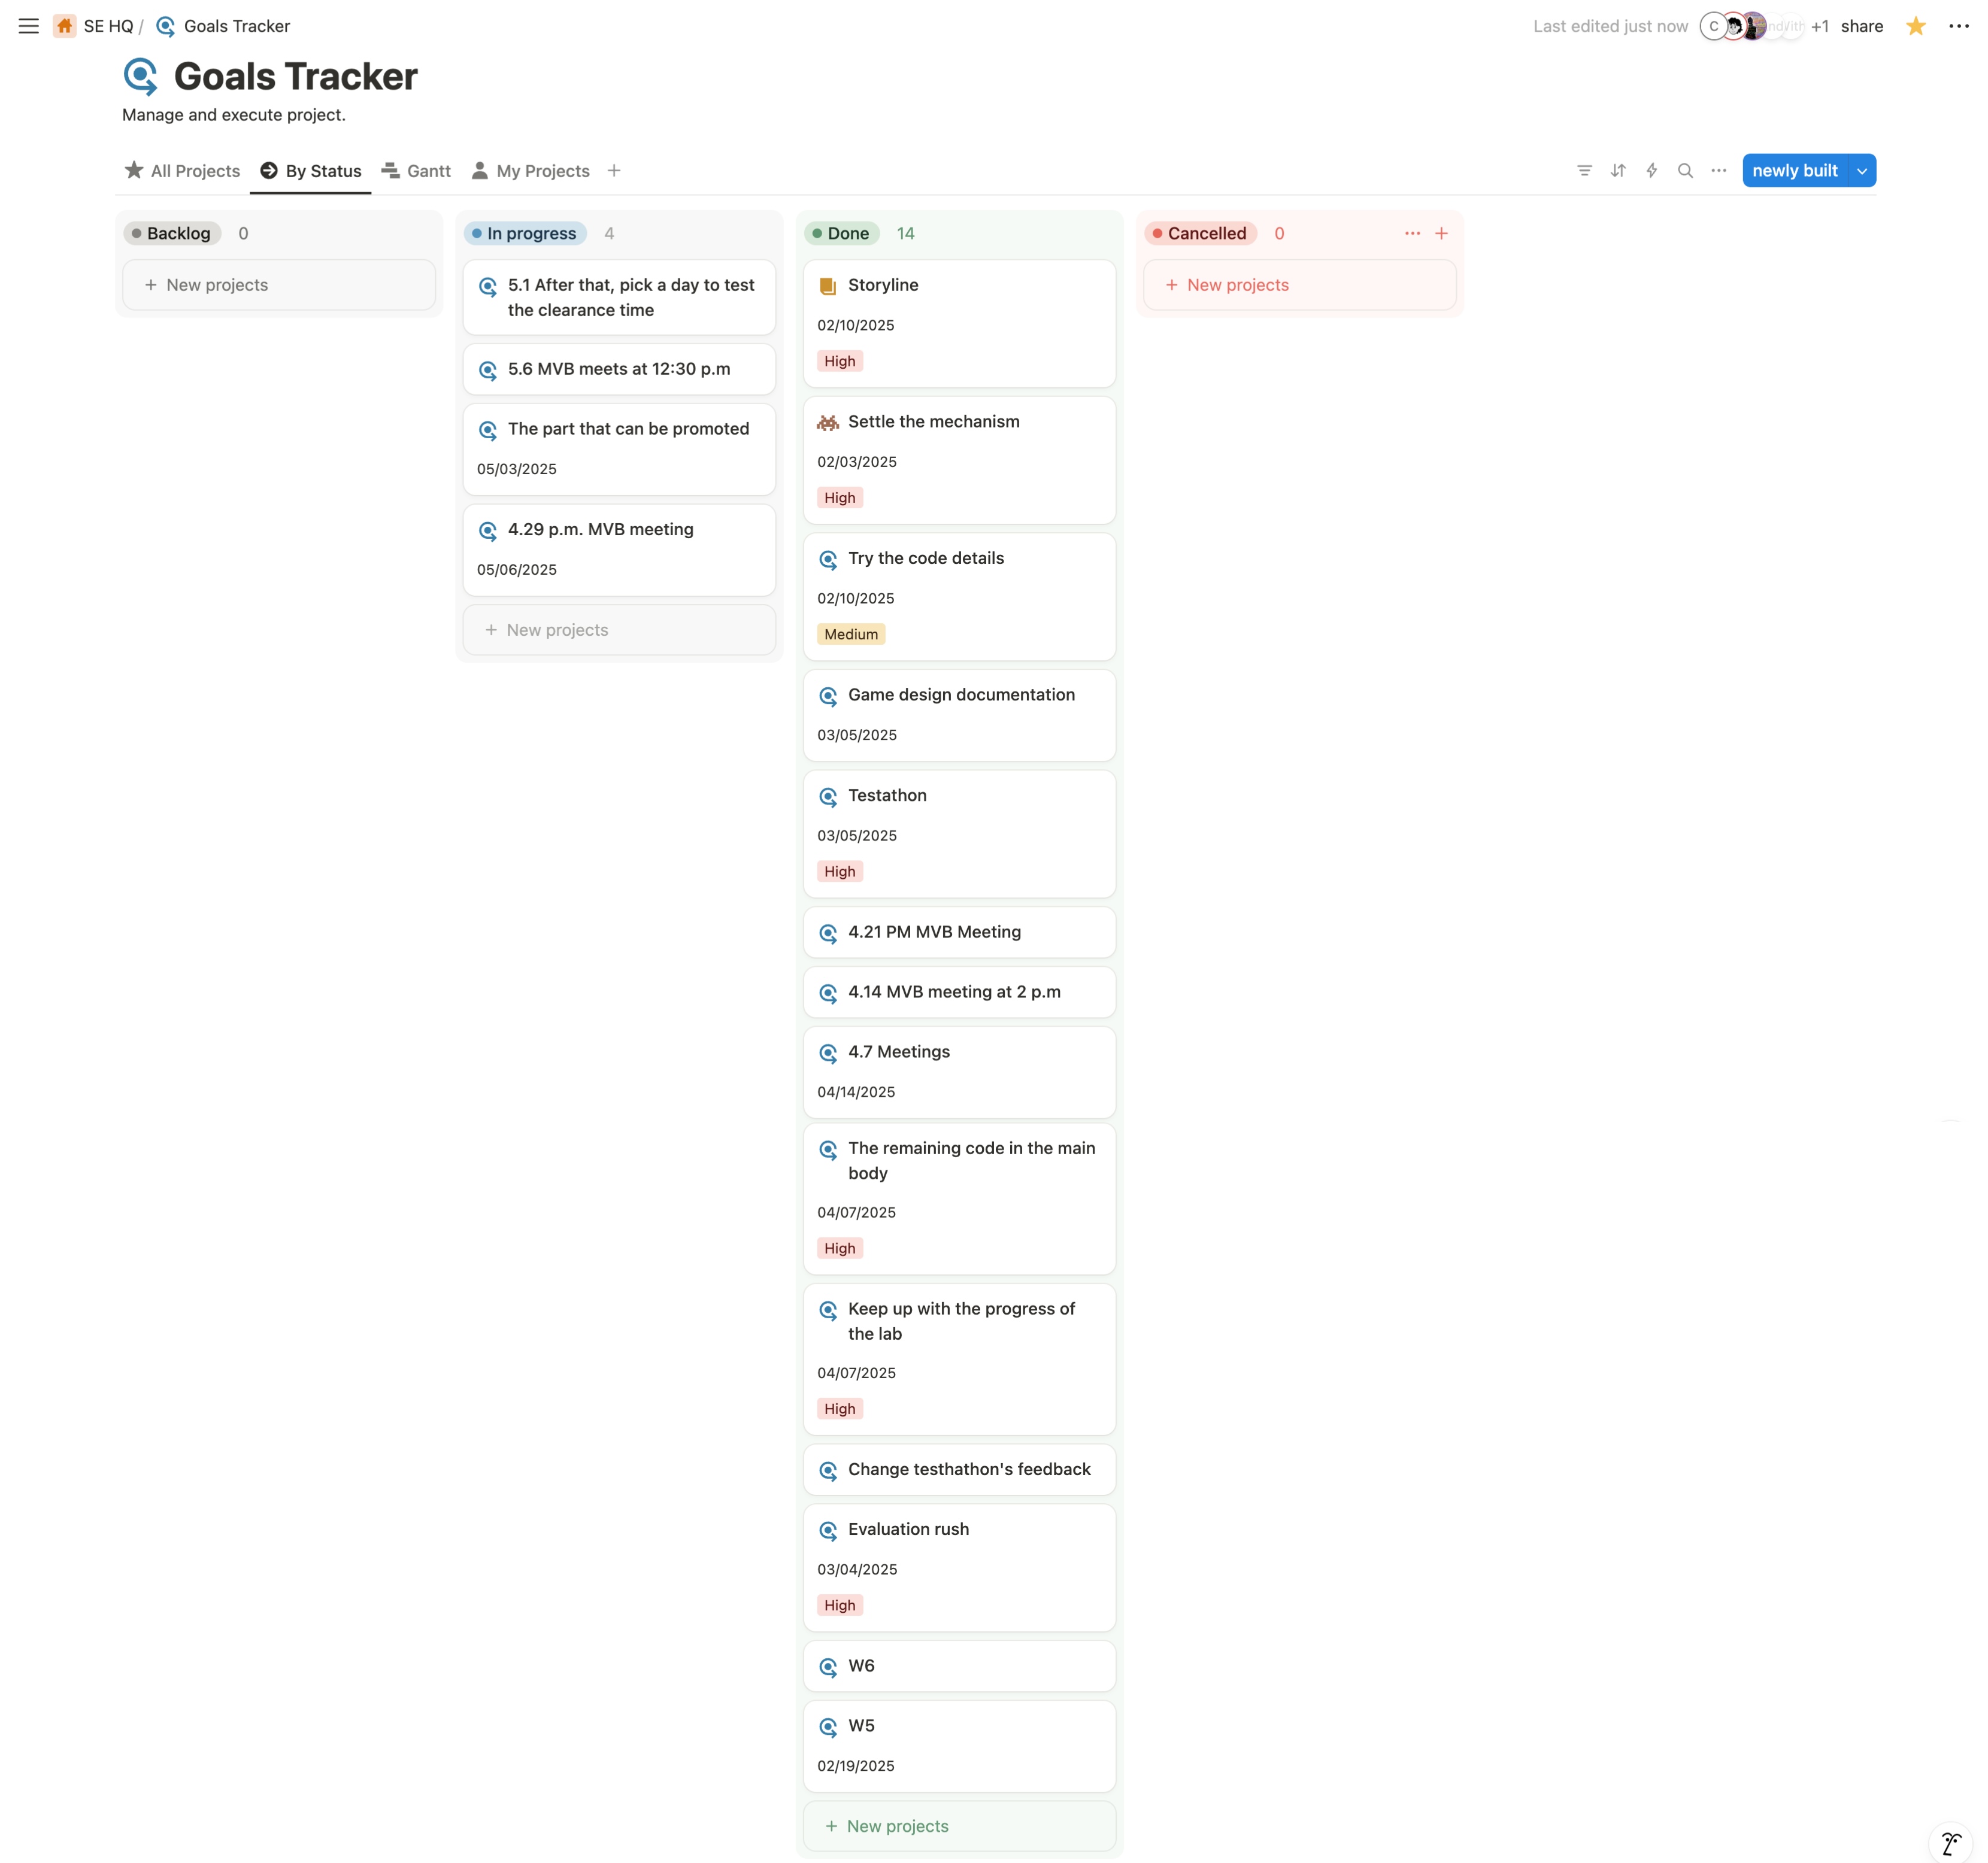 SE HQ / Goals Tracker
Last edited just now C +1 share
Goals Tracker
Manage and execute project.
All Projects By Status Gantt My Projects
newly built
Backlog 0
+ New projects
In progress 4
5.1 After that, pick a day to test
the clearance time
5.6 MVB meets at 12:30 p.m
The part that can be promoted
05/03/2025
4.29 p.m. MVB meeting
05/06/2025
+ New projects
Done 14
Storyline
02/10/2025
High
Settle the mechanism
02/03/2025
High
Try the code details
02/10/2025
Medium
Game design documentation
03/05/2025
Testathon
03/05/2025
High
4.21 PM MVB Meeting
4.14 MVB meeting at 2 p.m
4.7 Meetings
04/14/2025
The remaining code in the main
body
04/07/2025
High
Keep up with the progress of
the lab
04/07/2025
High
Change testhathon's feedback
Evaluation rush
03/04/2025
High
W6
W5
02/19/2025
+ New projects
Cancelled 0
+ New projects